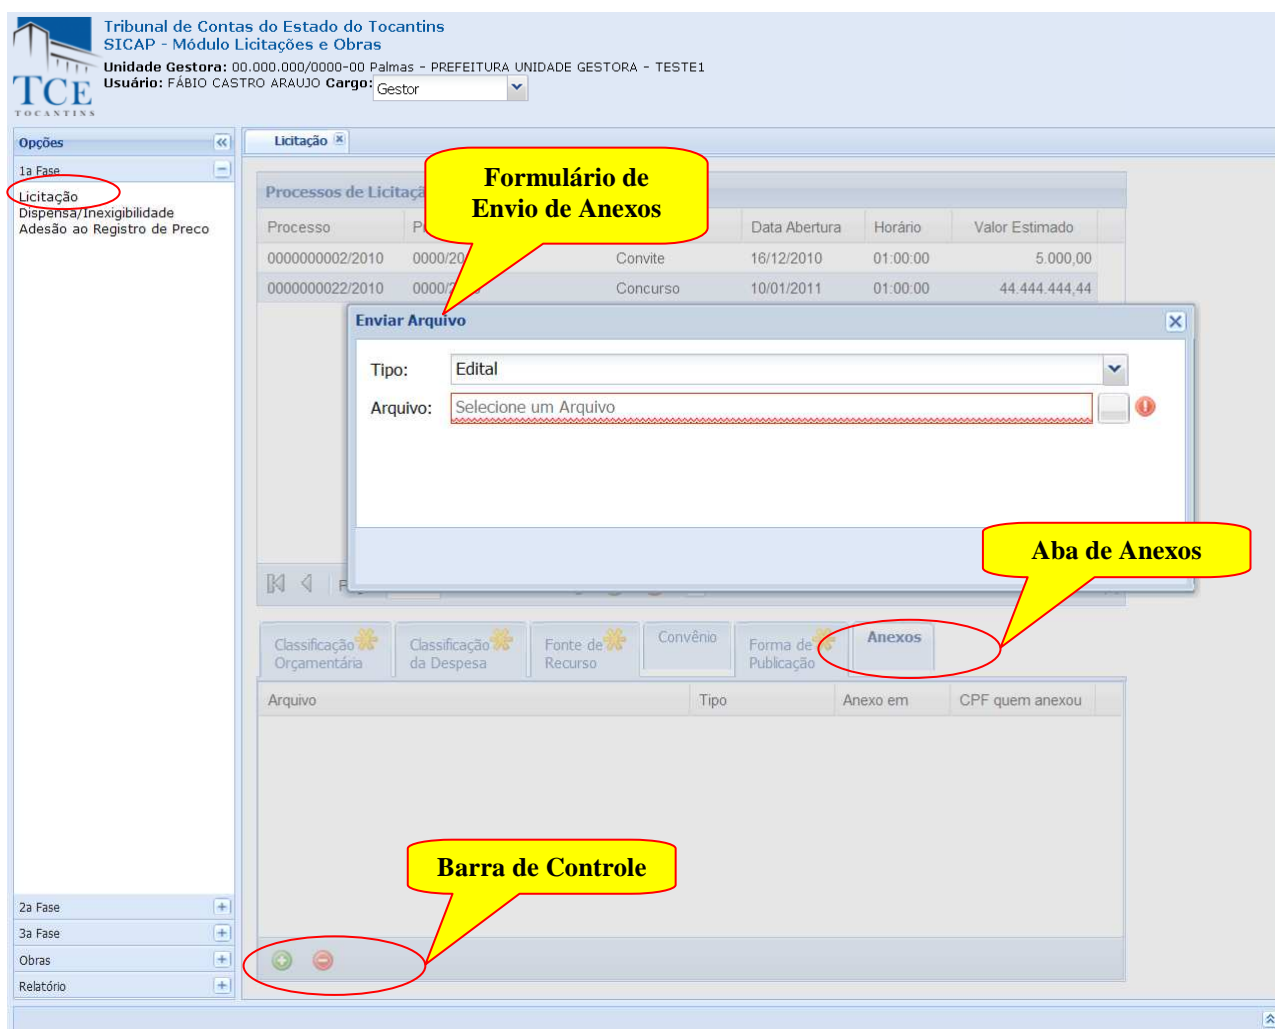 Tribunal de Contas do Estado do Tocantins
SICAP - Módulo Licitações e Obras
Unidade Gestora: 00.000.000/0000-00 Palmas - PREFEITURA UNIDADE GESTORA - TESTE1
Usuário: FÁBIO CASTRO ARAUJO Cargo: Gestor
TCE
TOCANTINS
Opções
Licitação
1a Fase
Licitação
Dispensa/Inexigibilidade
Adesão ao Registro de Preco
Formulário de
Envio de Anexos
Processos de Licitaç
Processo Data Abertura Horário Valor Estimado
0000000002/2010 0000/20 Convite 16/12/2010 01:00:00 5.000,00
0000000022/2010 0000/2 Concurso 10/01/2011 01:00:00 44.444.444,44
Enviar Arquivo
Tipo: Edital
Arquivo: Selecione um Arquivo
Aba de Anexos
Classificação Orçamentária
Classificação da Despesa
Fonte de Recurso
Convênio
Forma de Publicação
Anexos
Arquivo Tipo Anexo em CPF quem anexou
Barra de Controle
2a Fase
3a Fase
Obras
Relatório